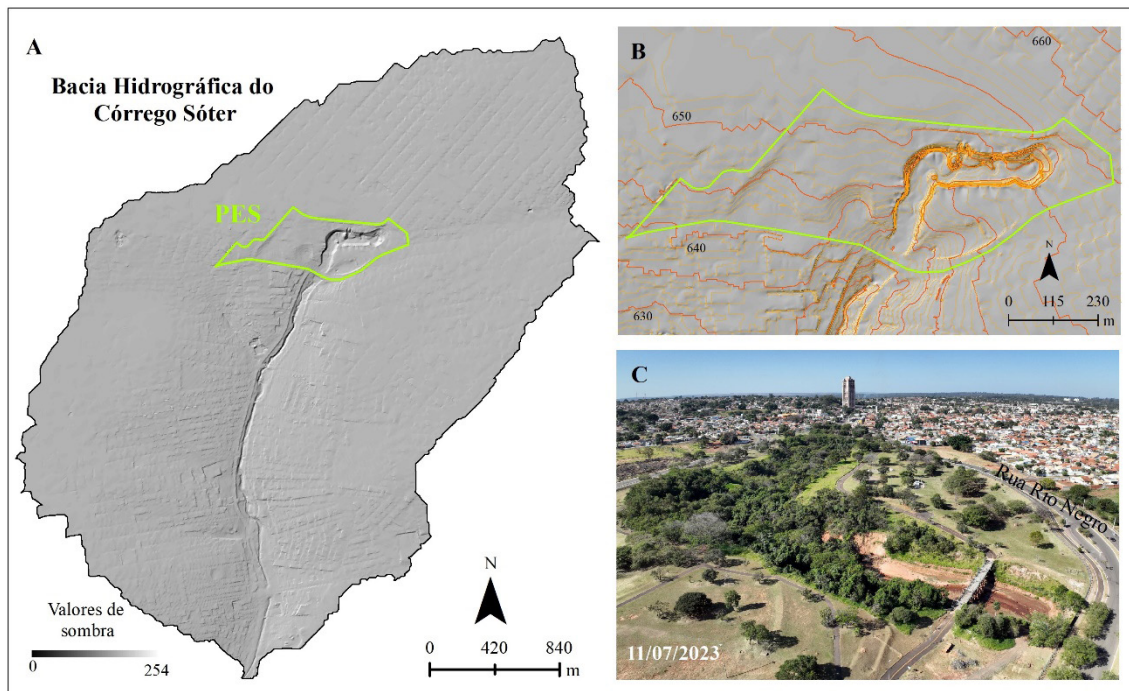 A
Bacia Hidrográfica do
Córrego Sóter
PES
Valores de
sombra
0
254
N
0 420 840
m
B
660
650
640
630
N
0 115 230
m
C
Rua Rio Negro
11/07/2023